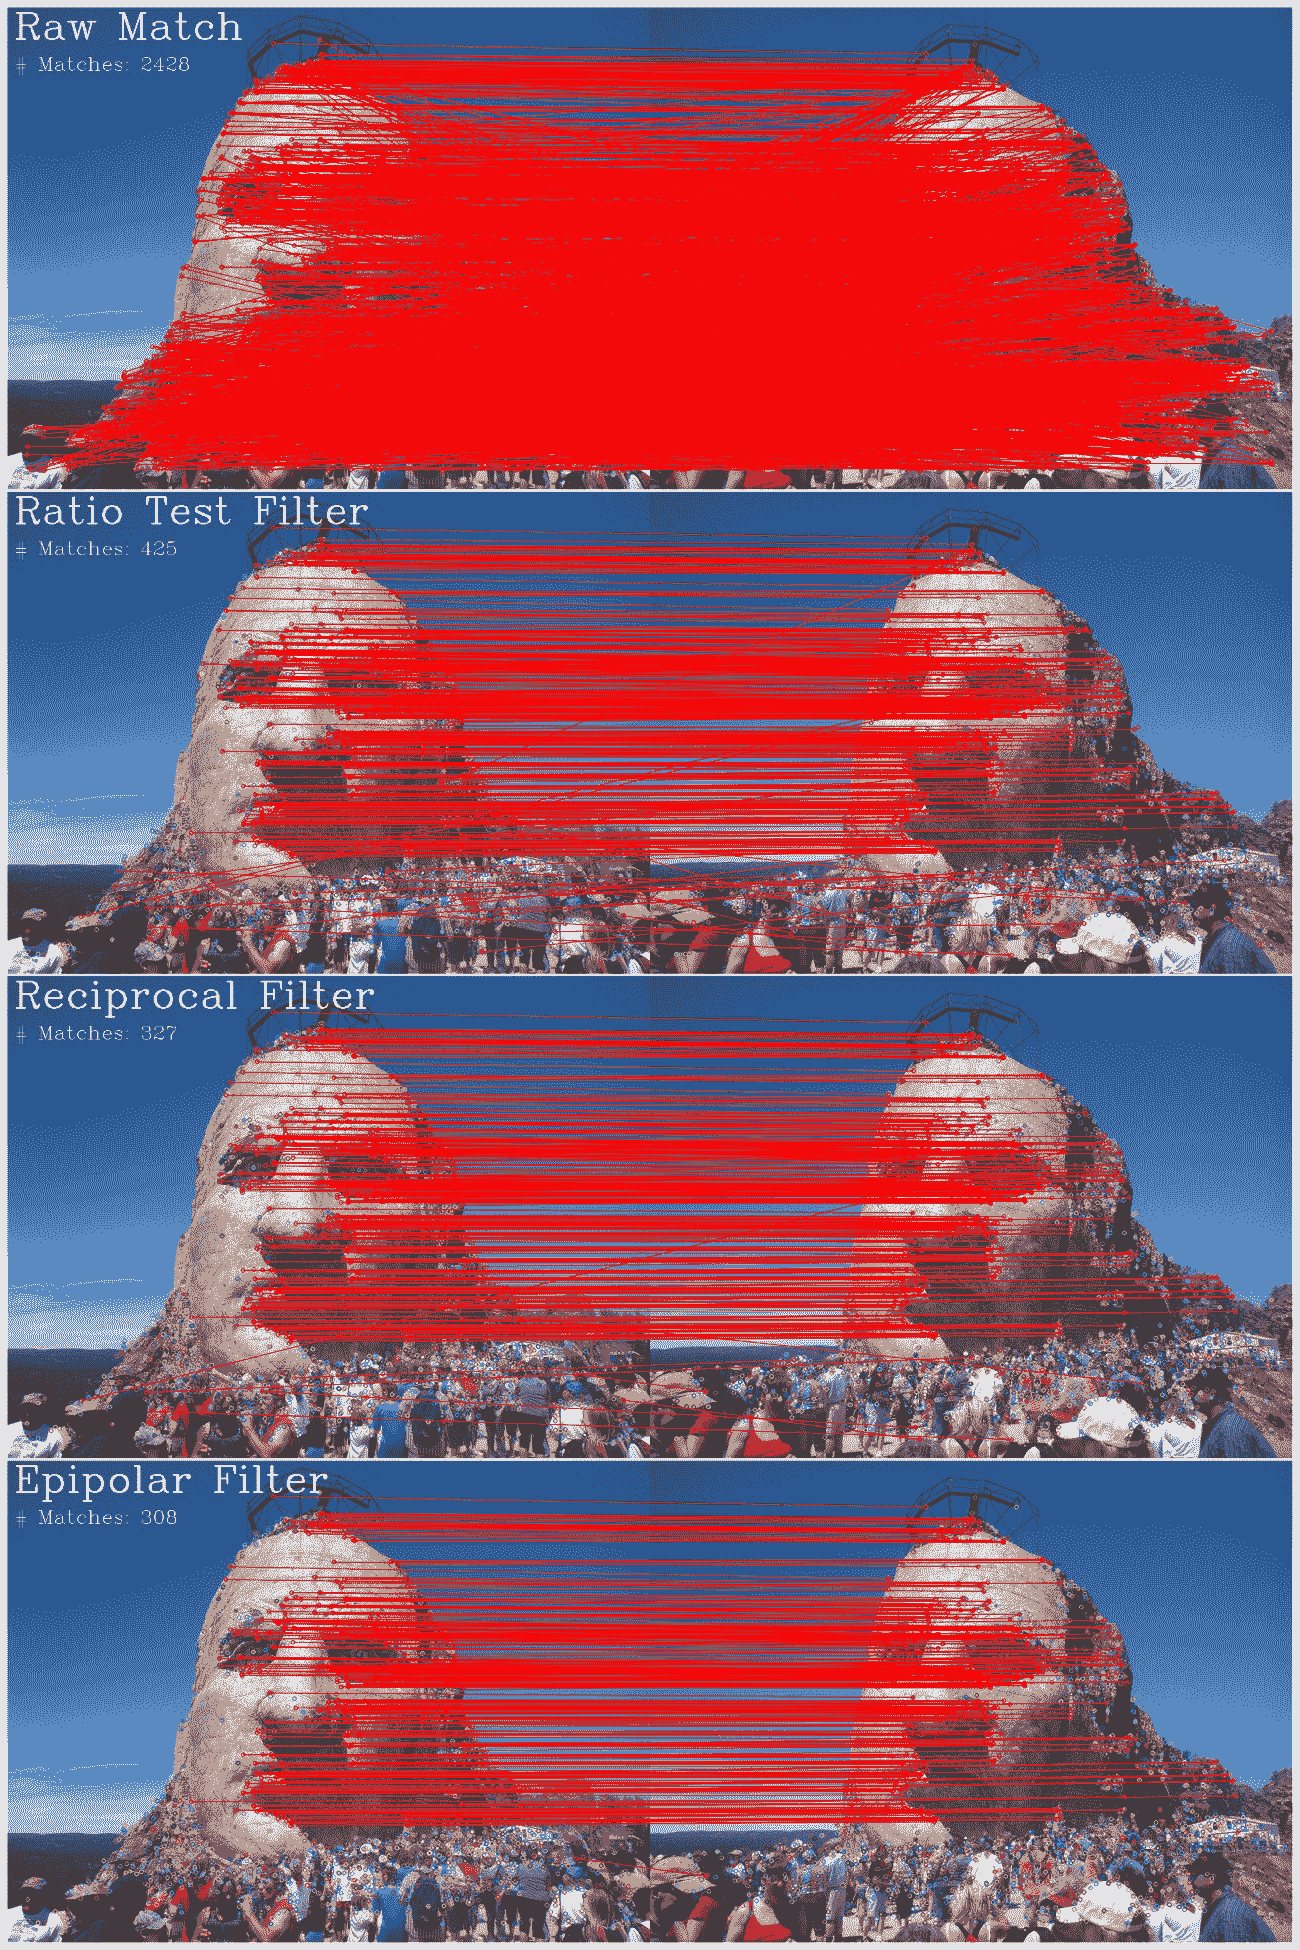 Raw Match
# Matches: 2428
Ratio Test Filter
# Matches: 425
Reciprocal Filter
# Matches: 327
Epipolar Filter
# Matches: 308